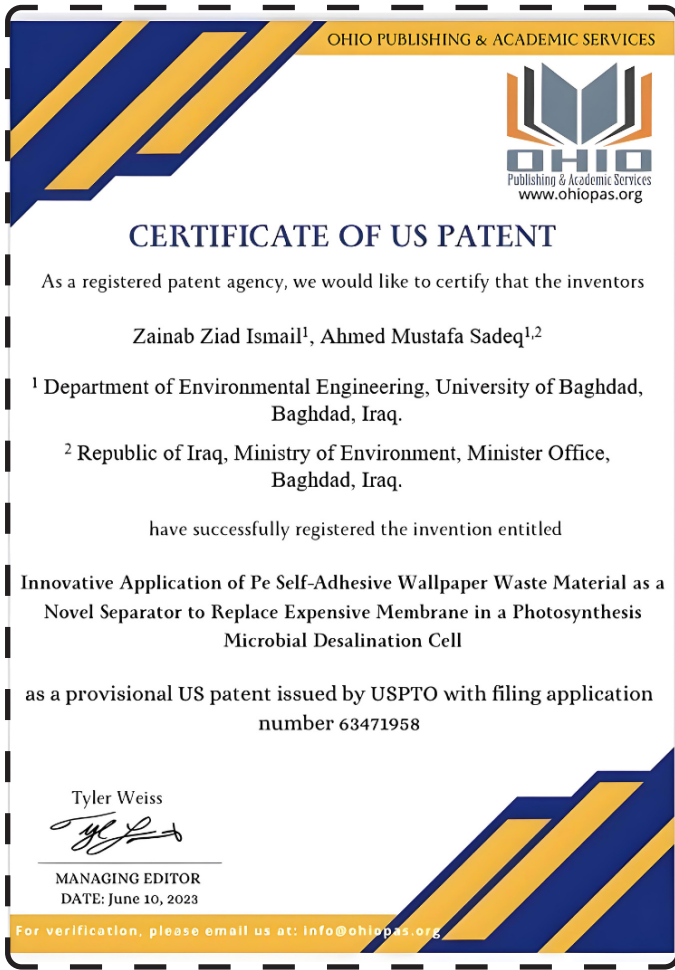 OHIO PUBLISHING & ACADEMIC SERVICES
OHIO
Publishing & Academic Services
www.ohiopas.org
CERTIFICATE OF US PATENT
As a registered patent agency, we would like to certify that the inventors
Zainab Ziad Ismail¹, Ahmed Mustafa Sadeq¹,²
¹ Department of Environmental Engineering, University of Baghdad,
Baghdad, Iraq.
² Republic of Iraq, Ministry of Environment, Minister Office,
Baghdad, Iraq.
have successfully registered the invention entitled
Innovative Application of Pe Self-Adhesive Wallpaper Waste Material as a
Novel Separator to Replace Expensive Membrane in a Photosynthesis
Microbial Desalination Cell
as a provisional US patent issued by USPTO with filing application
number 63471958
Tyler Weiss
MANAGING EDITOR
DATE: June 10, 2023
For verification, please email us at: info@ohiopas.org